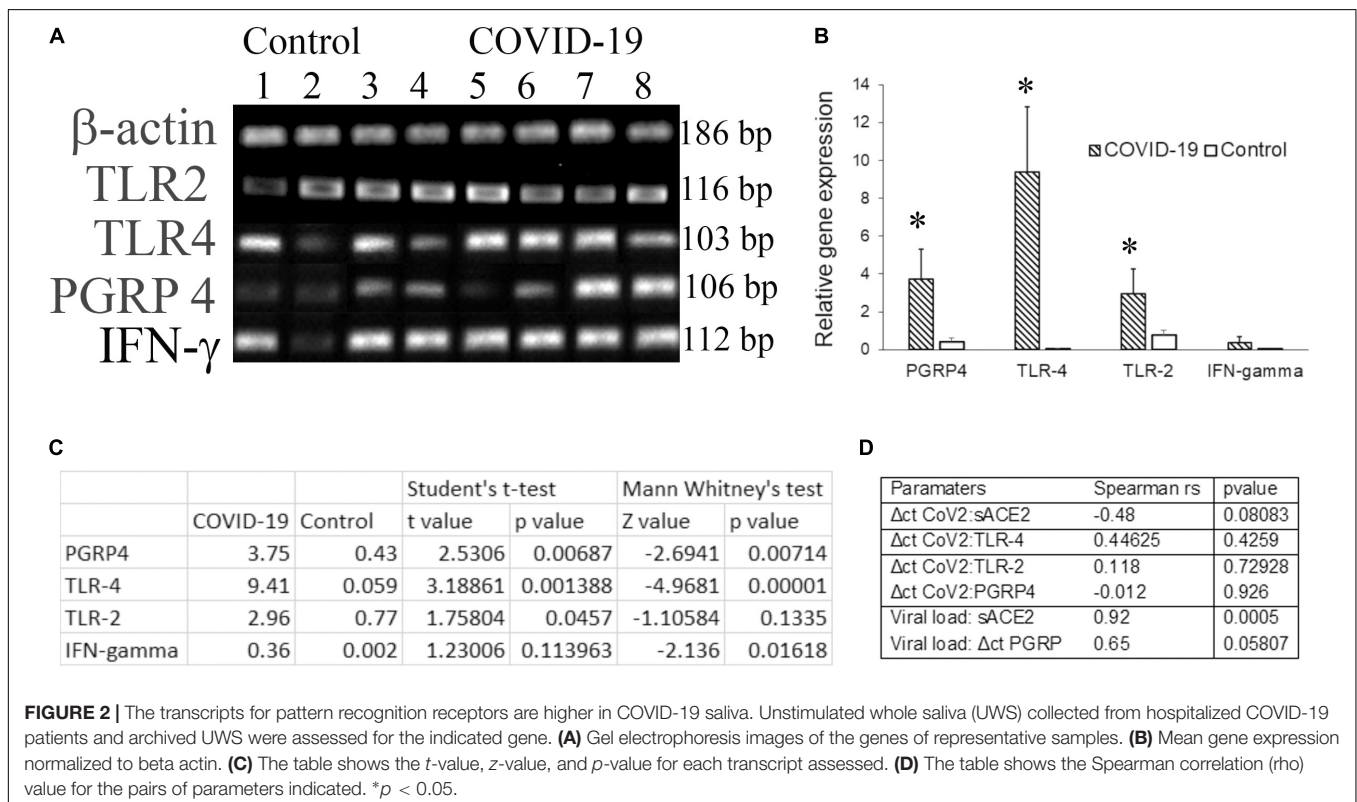 A
Control COVID-19
1 2 3 4 5 6 7 8
β-actin 186 bp
TLR2 116 bp
TLR4 103 bp
PGRP 4 106 bp
IFN-γ 112 bp
B
Relative gene expression
14
12
10
8
6
4
2
0
* * *
COVID-19 Control
PGRP4 TLR-4 TLR-2 IFN-gamma
C
Student's t-test Mann Whitney's test
COVID-19 Control t value p value Z value p value
PGRP4 3.75 0.43 2.5306 0.00687 -2.6941 0.00714
TLR-4 9.41 0.059 3.18861 0.001388 -4.9681 0.00001
TLR-2 2.96 0.77 1.75804 0.0457 -1.10584 0.1335
IFN-gamma 0.36 0.002 1.23006 0.113963 -2.136 0.01618
D
Paramaters Spearman rs pvalue
Δct CoV2:sACE2 -0.48 0.08083
Δct CoV2:TLR-4 0.44625 0.4259
Δct CoV2:TLR-2 0.118 0.72928
Δct CoV2:PGRP4 -0.012 0.926
Viral load: sACE2 0.92 0.0005
Viral load: Δct PGRP 0.65 0.05807
FIGURE 2 | The transcripts for pattern recognition receptors are higher in COVID-19 saliva. Unstimulated whole saliva (UWS) collected from hospitalized COVID-19
patients and archived UWS were assessed for the indicated gene. (A) Gel electrophoresis images of the genes of representative samples. (B) Mean gene expression
normalized to beta actin. (C) The table shows the t-value, z-value, and p-value for each transcript assessed. (D) The table shows the Spearman correlation (rho)
value for the pairs of parameters indicated. *p < 0.05.